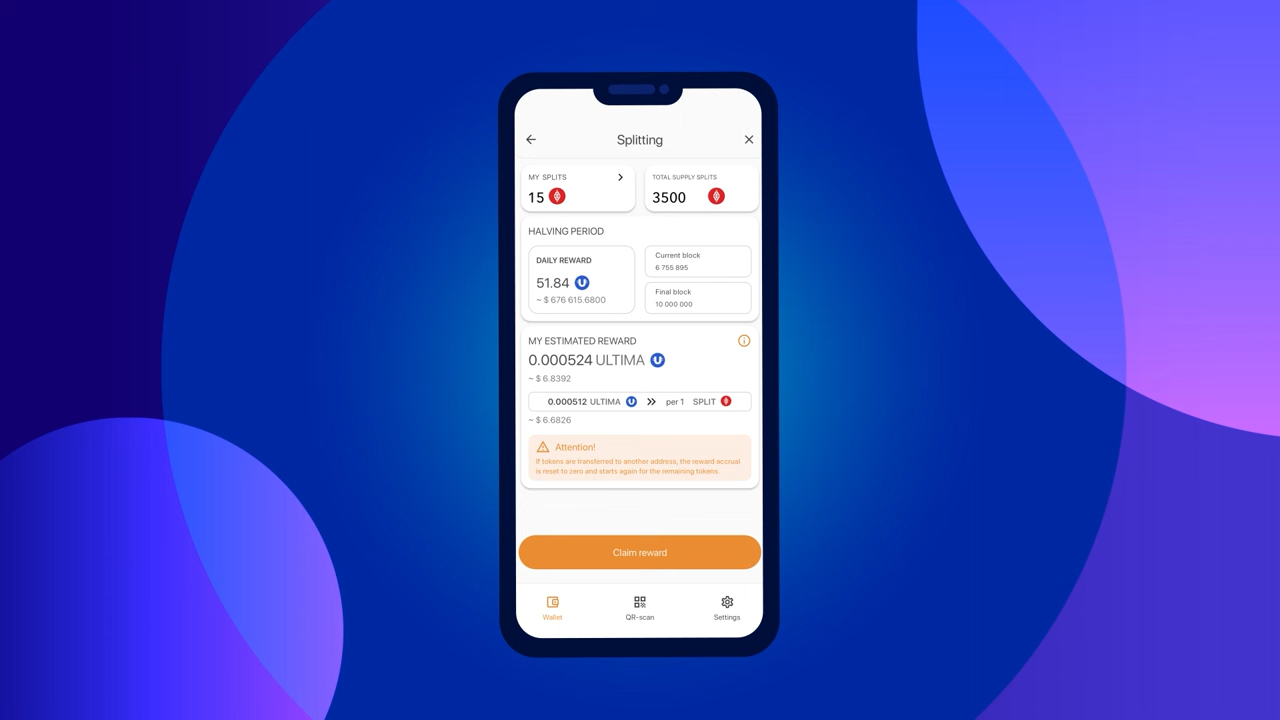 Splitting
MY SPLITS
15
TOTAL SUPPLY SPLITS
3500
HALVING PERIOD
DAILY REWARD
51.84
~ $ 676 615.6800
Current block
6 755 895
Final block
10 000 000
MY ESTIMATED REWARD
0.000524 ULTIMA
~ $ 6.8392
0.000512 ULTIMA per 1 SPLIT
~ $ 6.6826
Attention!
If tokens are transferred to another address, the reward accrual
is reset to zero and starts again for the remaining tokens.
Claim reward
Wallet
QR-scan
Settings